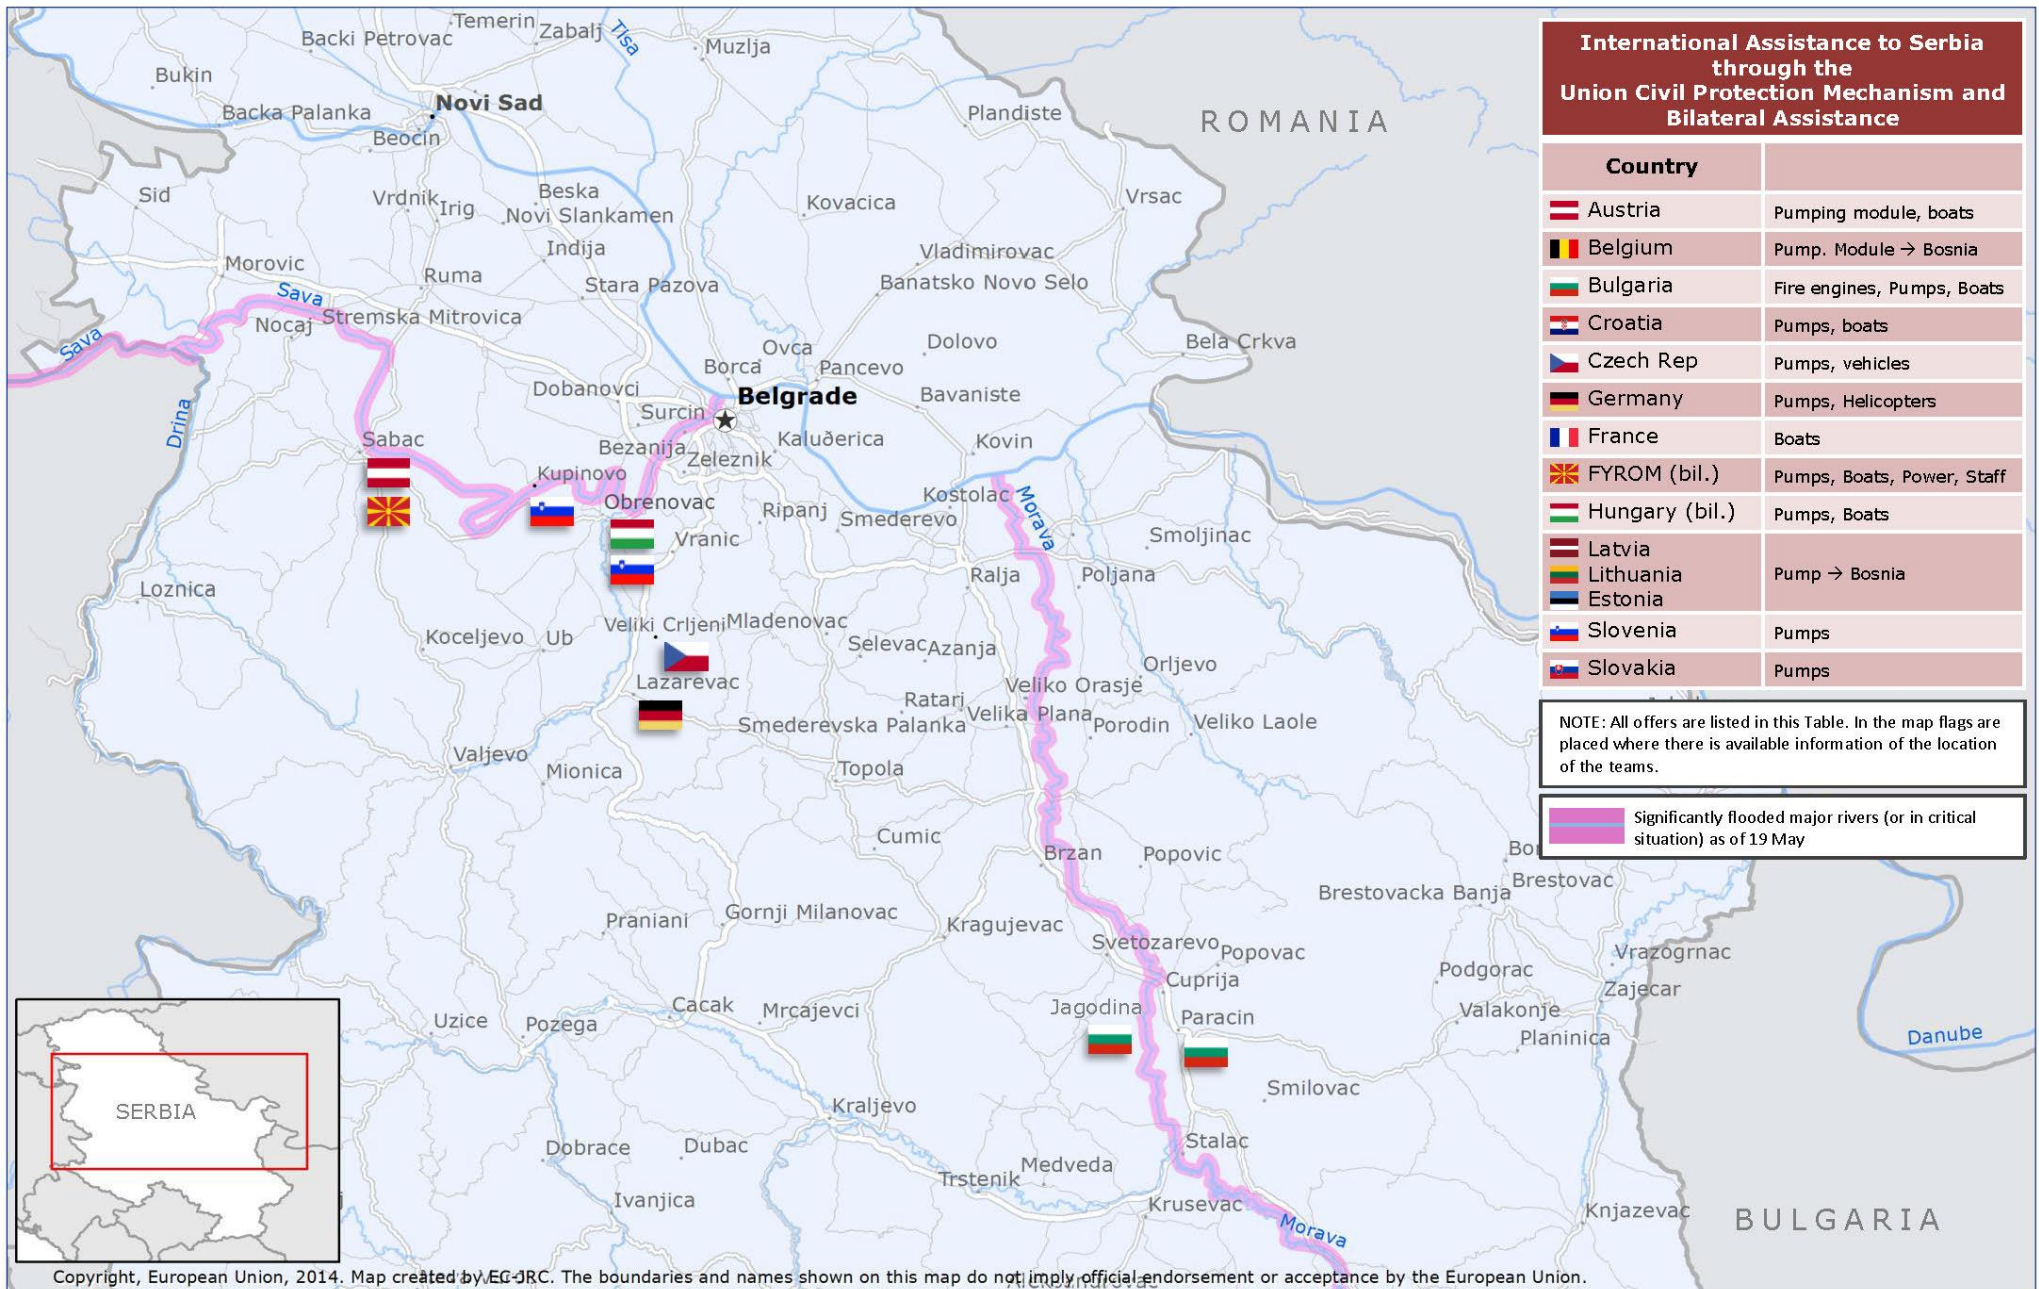 Temerin
Backi Petrovac
Zabalj
Tisa
Muzlja
Bukin
Backa Palanka
Novi Sad
Beocin
Plandiste
ROMANIA
Sid
Vrdnik
Irig
Beska
Novi Slankamen
Kovacica
Vrsac
Indija
Morovic
Ruma
Stara Pazova
Vladimirovac
Banatsko Novo Selo
Sava
Nocaj
Stremska Mitrovica
Sava
Ovca
Dolovo
Bela Crkva
Borca
Pancevo
Dobanovci
Belgrade
Bavaniste
Surcin
Drina
Sabac
Bezanija
Kaluðerica
Kovin
Zeleznik
Kupinovo
Obrenovac
Kostolac
Morava
Ripanj
Smederevo
Vranic
Smoljinac
Ralja
Poljana
Loznica
Koceljevo
Ub
Veliki Crljeni
Mladenovac
Selevac
Azanja
Orljevo
Lazarevac
Veliko Orasje
Ratarj
Smederevska Palanka
Velika Plana
Porodin
Veliko Laole
Valjevo
Mionica
Topola
Cumic
Brzan
Popovic
Bor
Brestovacka Banja
Brestovac
Praniani
Gornji Milanovac
Kragujevac
Svetozarevo
Popovac
Vrazogrnac
Podgorac
Cuprija
Zajecar
Cacak
Mrcajevci
Jagodina
Paracin
Valakonje
Uzice
Pozega
Planinica
Danube
Smilovac
Kraljevo
Dobrace
Dubac
Stalac
Medveda
Trstenik
Ivanjica
Krusevac
Morava
Knjazevac
BULGARIA
SERBIA
International Assistance to Serbia
through the
Union Civil Protection Mechanism and
Bilateral Assistance
Country
Austria Pumping module, boats
Belgium Pump. Module → Bosnia
Bulgaria Fire engines, Pumps, Boats
Croatia Pumps, boats
Czech Rep Pumps, vehicles
Germany Pumps, Helicopters
France Boats
FYROM (bil.) Pumps, Boats, Power, Staff
Hungary (bil.) Pumps, Boats
Latvia
Lithuania Pump → Bosnia
Estonia
Slovenia Pumps
Slovakia Pumps
NOTE: All offers are listed in this Table. In the map flags are
placed where there is available information of the location
of the teams.
Significantly flooded major rivers (or in critical
situation) as of 19 May
Copyright, European Union, 2014. Map created by EC-JRC. The boundaries and names shown on this map do not imply official endorsement or acceptance by the European Union.